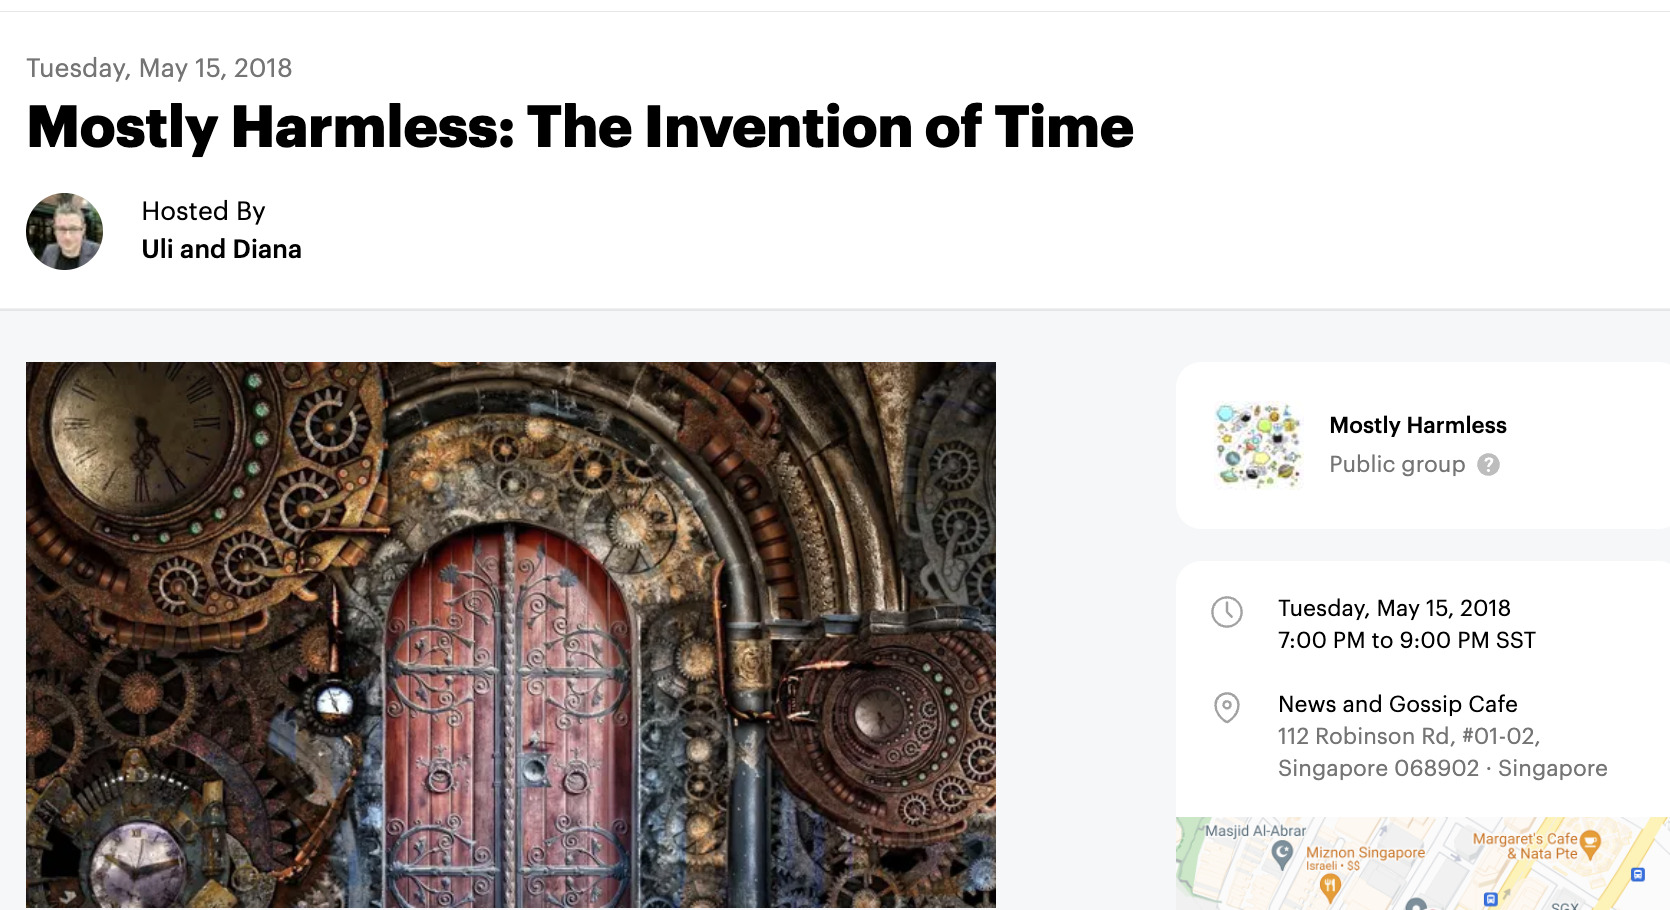 Tuesday, May 15, 2018
Mostly Harmless: The Invention of Time
Hosted By
Uli and Diana
Mostly Harmless
Public group ?
Tuesday, May 15, 2018
7:00 PM to 9:00 PM SST
News and Gossip Cafe
112 Robinson Rd, #01-02,
Singapore 068902 · Singapore
Masjid Al-Abrar
Miznon Singapore
Israeli • $$
Margaret's Cafe
& Nata Pte
SGX